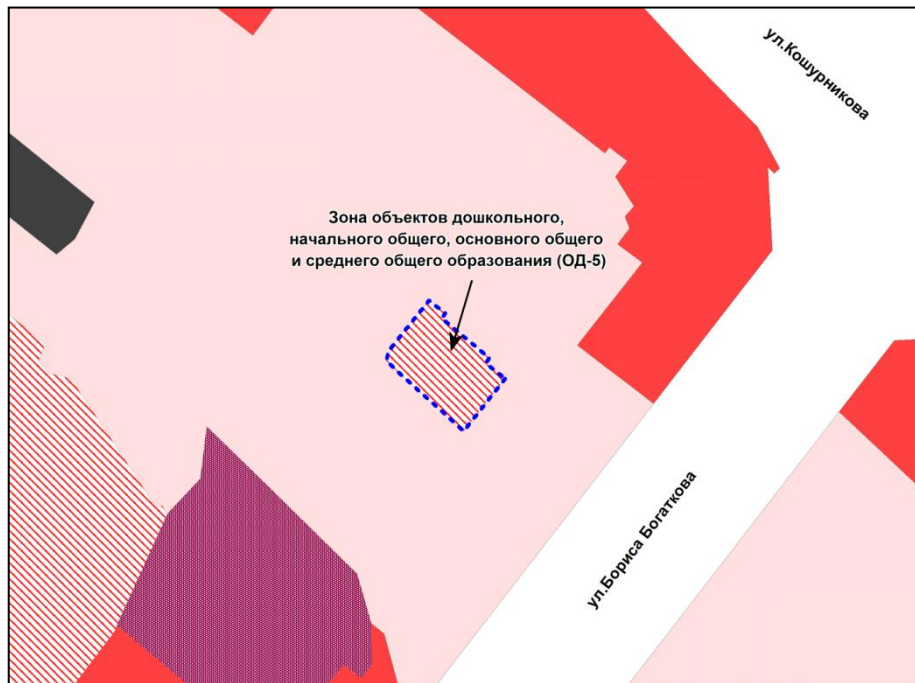 ул.Кошурникова
Зона объектов дошкольного,
начального общего, основного общего
и среднего общего образования (ОД-5)
ул.Бориса Богаткова